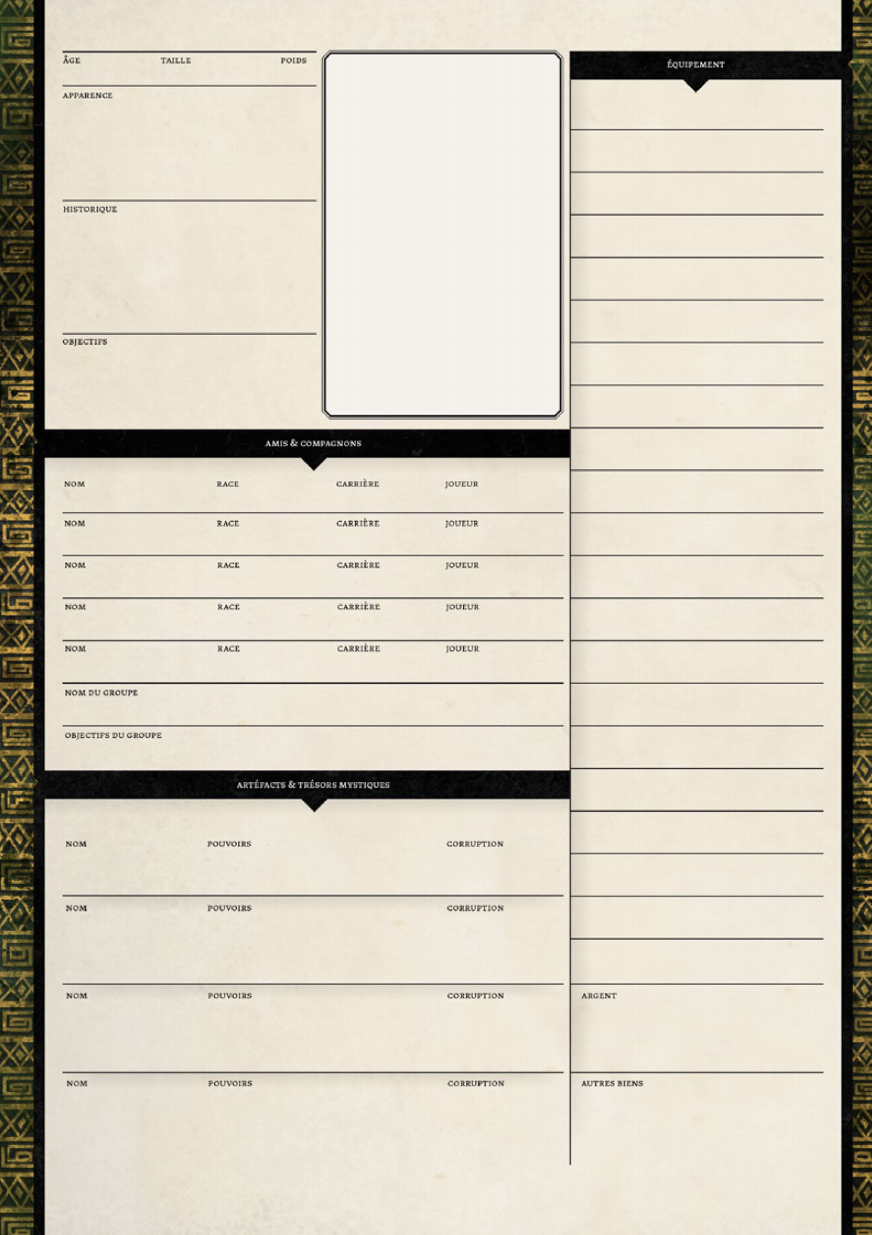 ÂGE TAILLE POIDS
APPARENCE
HISTORIQUE
OBJECTIFS
AMIS & COMPAGNONS
NOM RACE CARRIÈRE JOUEUR
NOM RACE CARRIÈRE JOUEUR
NOM RACE CARRIÈRE JOUEUR
NOM RACE CARRIÈRE JOUEUR
NOM RACE CARRIÈRE JOUEUR
NOM DU GROUPE
OBJECTIFS DU GROUPE
ARTÉFACTS & TRÉSORS MYSTIQUES
NOM POUVOIRS CORRUPTION
NOM POUVOIRS CORRUPTION
NOM POUVOIRS CORRUPTION
NOM POUVOIRS CORRUPTION
ÉQUIPEMENT
ARGENT
AUTRES BIENS